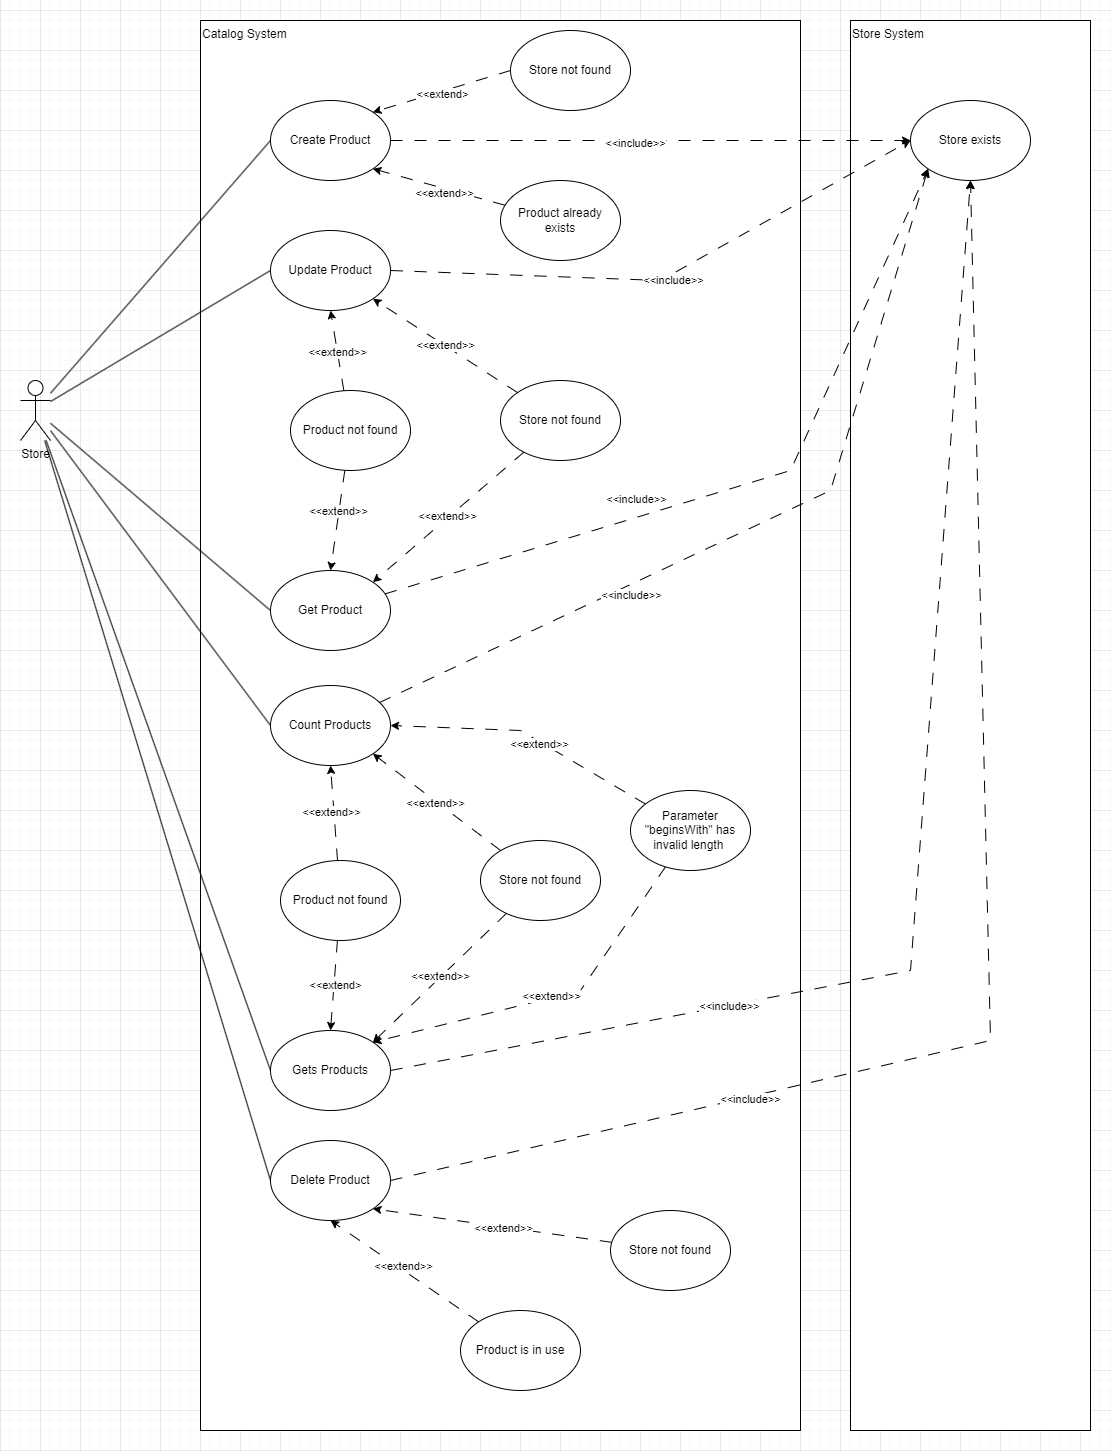 Catalog System
Store System
Store not found
<<extend>
Create Product
<<include>>
Store exists
<<extend>>
Product already
exists
Update Product
<<include>>
<<extend>>
<<extend>>
Product not found
Store not found
Store
<<include>>
<<extend>>
<<extend>>
<<include>>
Get Product
Count Products
<<extend>>
<<extend>>
<<extend>>
Parameter
"beginsWith" has
invalid length
Store not found
Product not found
<<extend>>
<<extend>
<<extend>>
<<include>>
Gets Products
<<include>>
Delete Product
<<extend>>
Store not found
<<extend>>
Product is in use